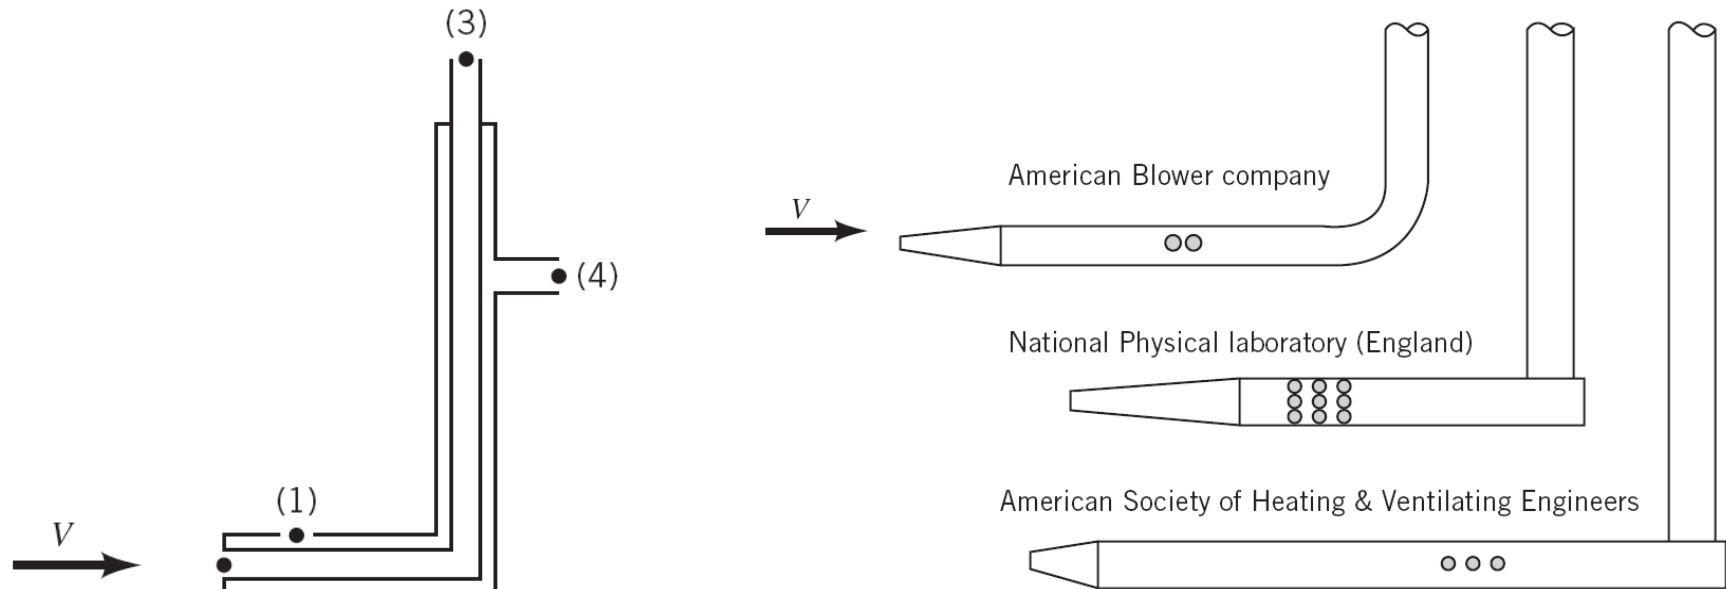 (3)
(4)
(1)
V
American Blower company
V
National Physical laboratory (England)
American Society of Heating & Ventilating Engineers